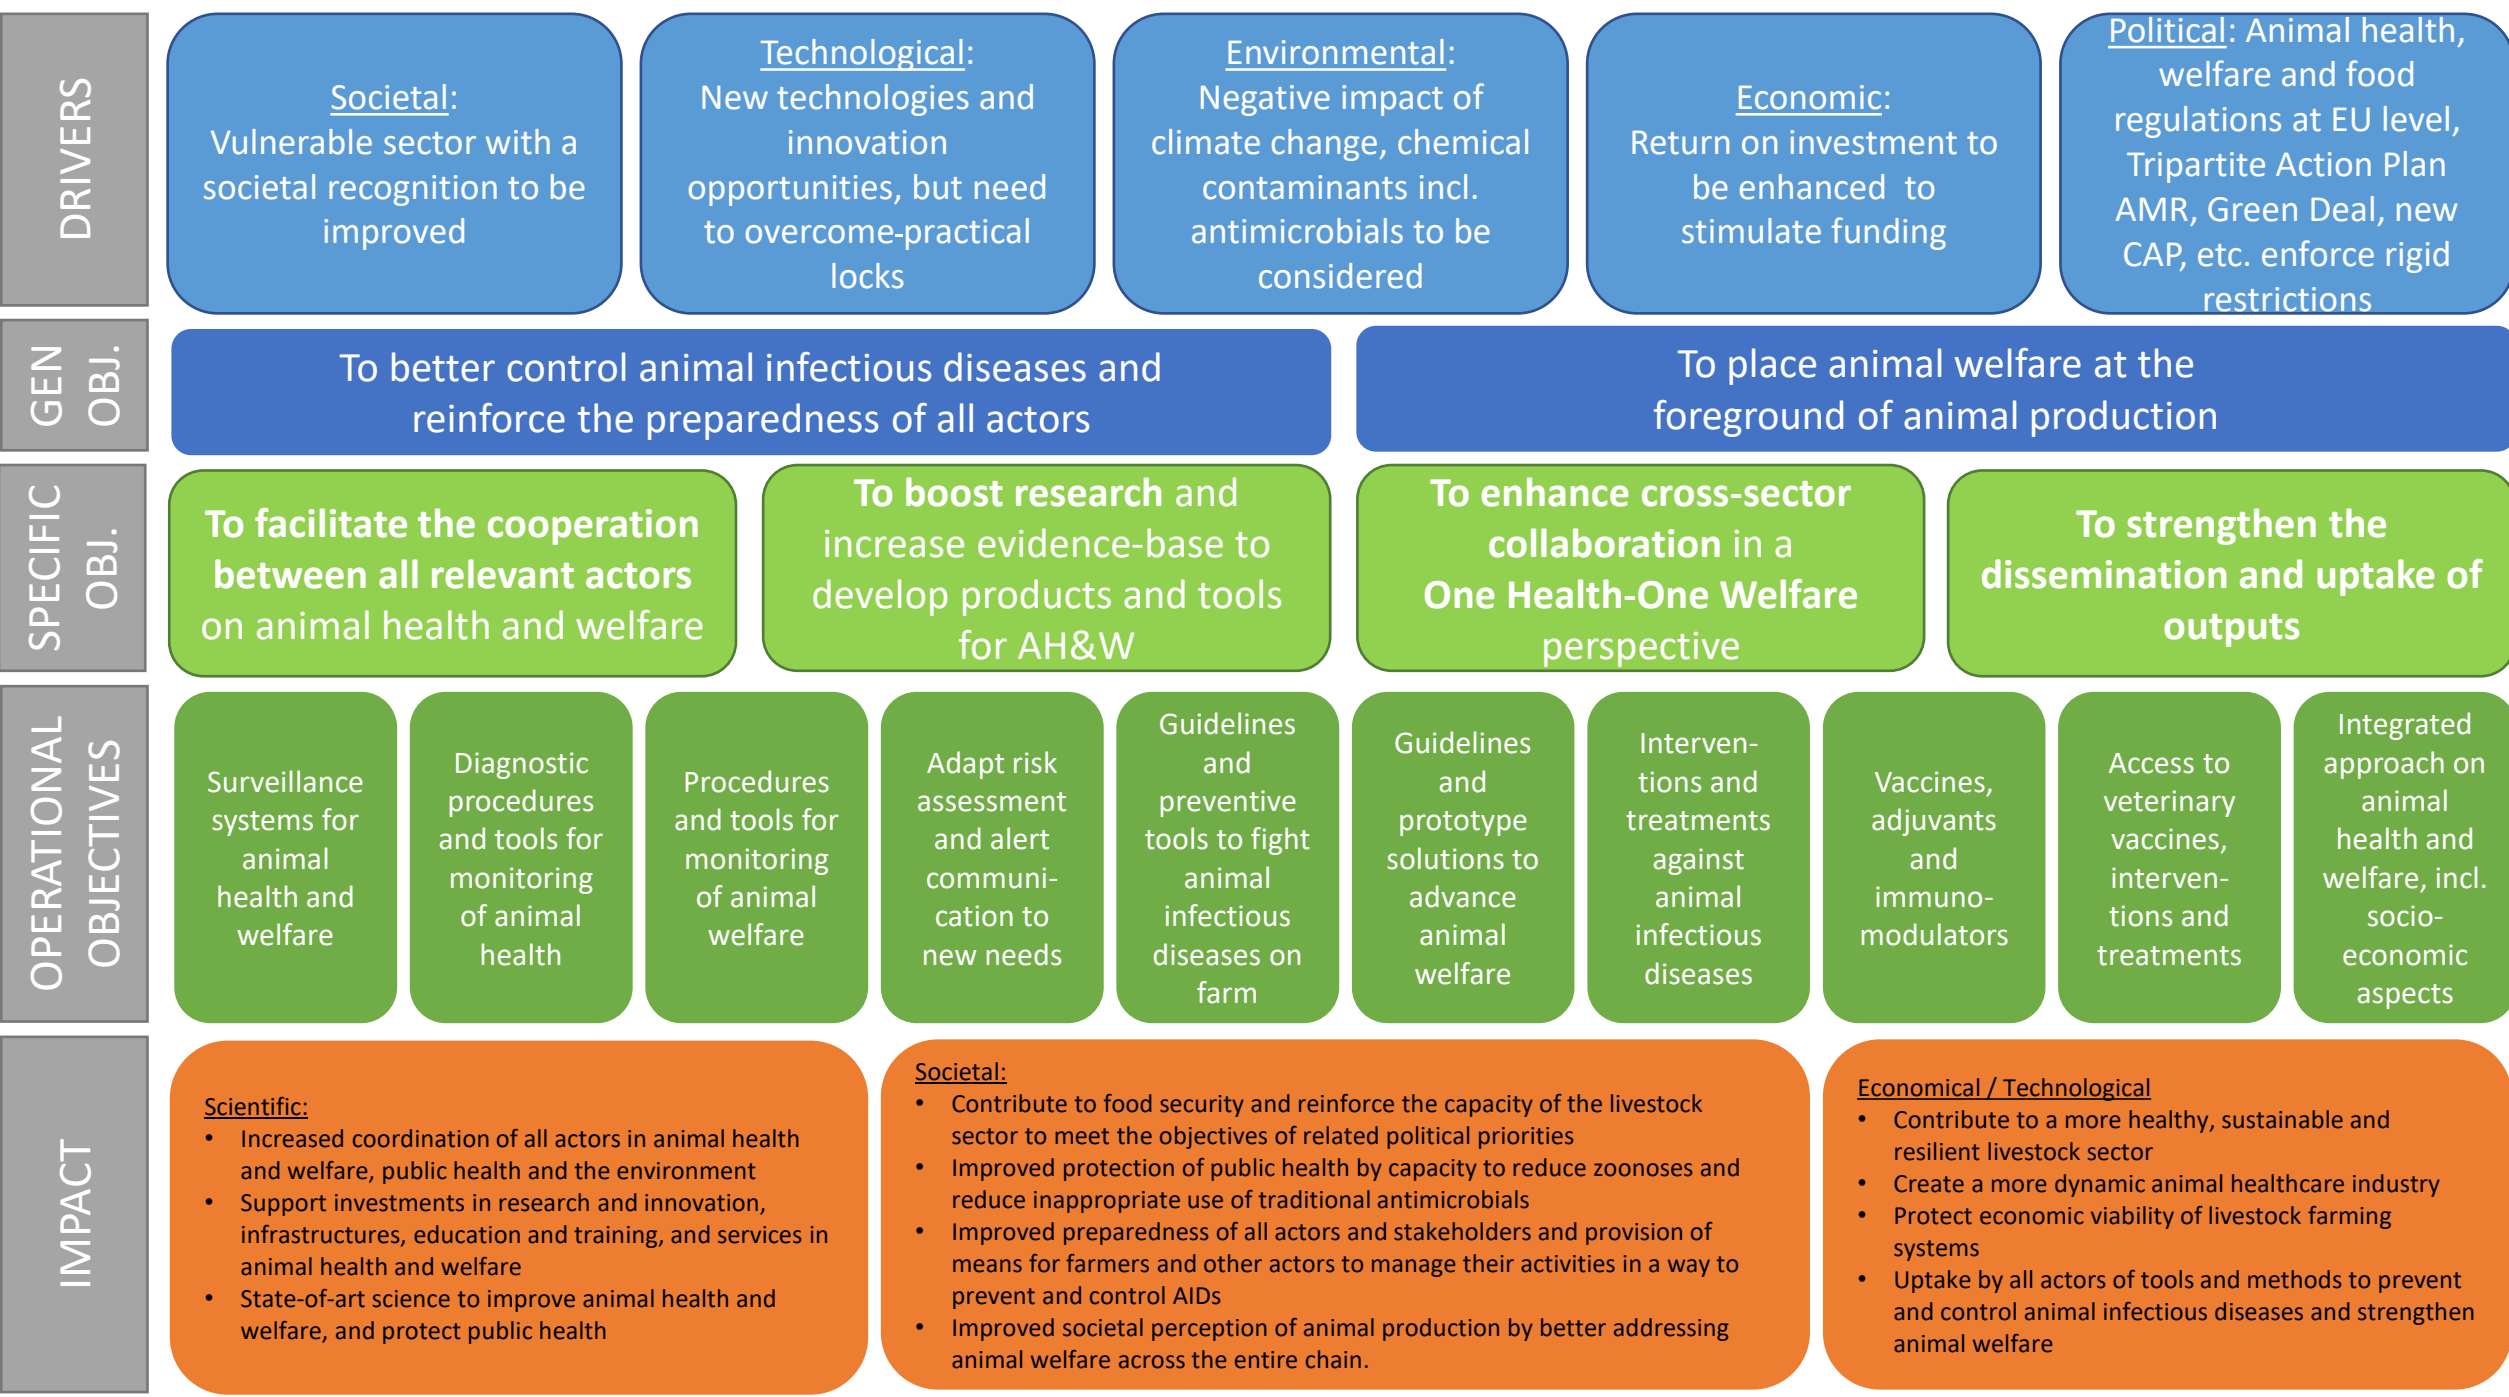 DRIVERS
Societal:
Vulnerable sector with a
societal recognition to be
improved
Technological:
New technologies and
innovation
opportunities, but need
to overcome-practical
locks
Environmental:
Negative impact of
climate change, chemical
contaminants incl.
antimicrobials to be
considered
Economic:
Return on investment to
be enhanced to
stimulate funding
Political: Animal health,
welfare and food
regulations at EU level,
Tripartite Action Plan
AMR, Green Deal, new
CAP, etc. enforce rigid
restrictions
GEN
OBJ.
To better control animal infectious diseases and
reinforce the preparedness of all actors
To place animal welfare at the
foreground of animal production
SPECIFIC
OBJ.
To facilitate the cooperation
between all relevant actors
on animal health and welfare
To boost research and
increase evidence-base to
develop products and tools
for AH&W
To enhance cross-sector
collaboration in a
One Health-One Welfare
perspective
To strengthen the
dissemination and uptake of
outputs
OPERATIONAL
OBJECTIVES
Surveillance
systems for
animal
health and
welfare
Diagnostic
procedures
and tools for
monitoring
of animal
health
Procedures
and tools for
monitoring
of animal
welfare
Adapt risk
assessment
and alert
communi-
cation to
new needs
Guidelines
and
preventive
tools to fight
animal
infectious
diseases on
farm
Guidelines
and
prototype
solutions to
advance
animal
welfare
Interven-
tions and
treatments
against
animal
infectious
diseases
Vaccines,
adjuvants
and
immuno-
modulators
Access to
veterinary
vaccines,
interven-
tions and
treatments
Integrated
approach on
animal
health and
welfare, incl.
socio-
economic
aspects
IMPACT
Scientific:
• Increased coordination of all actors in animal health
and welfare, public health and the environment
• Support investments in research and innovation,
infrastructures, education and training, and services in
animal health and welfare
• State-of-art science to improve animal health and
welfare, and protect public health
Societal:
• Contribute to food security and reinforce the capacity of the livestock
sector to meet the objectives of related political priorities
• Improved protection of public health by capacity to reduce zoonoses and
reduce inappropriate use of traditional antimicrobials
• Improved preparedness of all actors and stakeholders and provision of
means for farmers and other actors to manage their activities in a way to
prevent and control AIDs
• Improved societal perception of animal production by better addressing
animal welfare across the entire chain.
Economical / Technological
• Contribute to a more healthy, sustainable and
resilient livestock sector
• Create a more dynamic animal healthcare industry
• Protect economic viability of livestock farming
systems
• Uptake by all actors of tools and methods to prevent
and control animal infectious diseases and strengthen
animal welfare